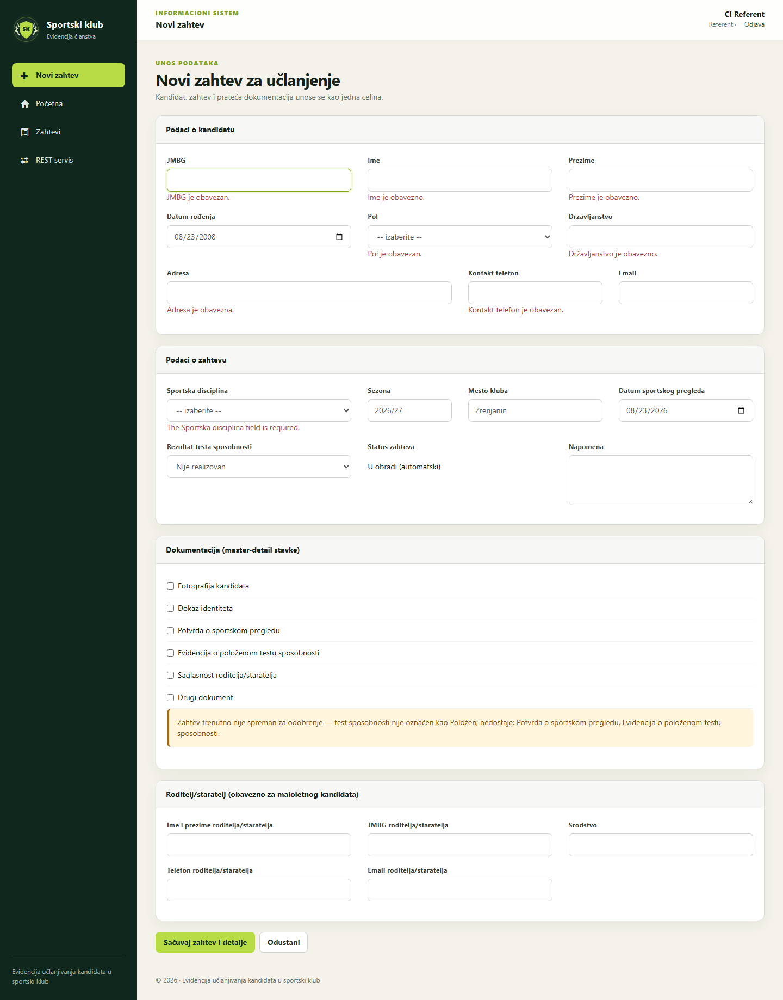 SK
Sportski klub
Evidencija članstva
Novi zahtev
Početna
Zahtevi
REST servis
Evidencija učlanjivanja kandidata u
sportski klub
INFORMACIONI SISTEM
Novi zahtev
CI Referent
Referent · Odjava
UNOS PODATAKA
Novi zahtev za učlanjenje
Kandidat, zahtev i prateća dokumentacija unose se kao jedna celina.
Podaci o kandidatu
JMBG Ime Prezime
JMBG je obavezan. Ime je obavezno. Prezime je obavezno.
Datum rođenja Pol Drzavljanstvo
08/23/2008 -- izaberite --
Pol je obavezan. Državljanstvo je obavezno.
Adresa Kontakt telefon Email
Adresa je obavezna. Kontakt telefon je obavezan.
Podaci o zahtevu
Sportska disciplina Sezona Mesto kluba Datum sportskog pregleda
-- izaberite -- 2026/27 Zrenjanin 08/23/2026
The Sportska disciplina field is required.
Rezultat testa sposobnosti Status zahteva Napomena
Nije realizovan U obradi (automatski)
Dokumentacija (master-detail stavke)
Fotografija kandidata
Dokaz identiteta
Potvrda o sportskom pregledu
Evidencija o položenom testu sposobnosti
Saglasnost roditelja/staratelja
Drugi dokument
Zahtev trenutno nije spreman za odobrenje — test sposobnosti nije označen kao Položen; nedostaje: Potvrda o sportskom pregledu, Evidencija o položenom testu
sposobnosti.
Roditelj/staratelj (obavezno za maloletnog kandidata)
Ime i prezime roditelja/staratelja JMBG roditelja/staratelja Srodstvo
Telefon roditelja/staratelja Email roditelja/staratelja
Sačuvaj zahtev i detalje Odustani
© 2026 · Evidencija učlanjivanja kandidata u sportski klub